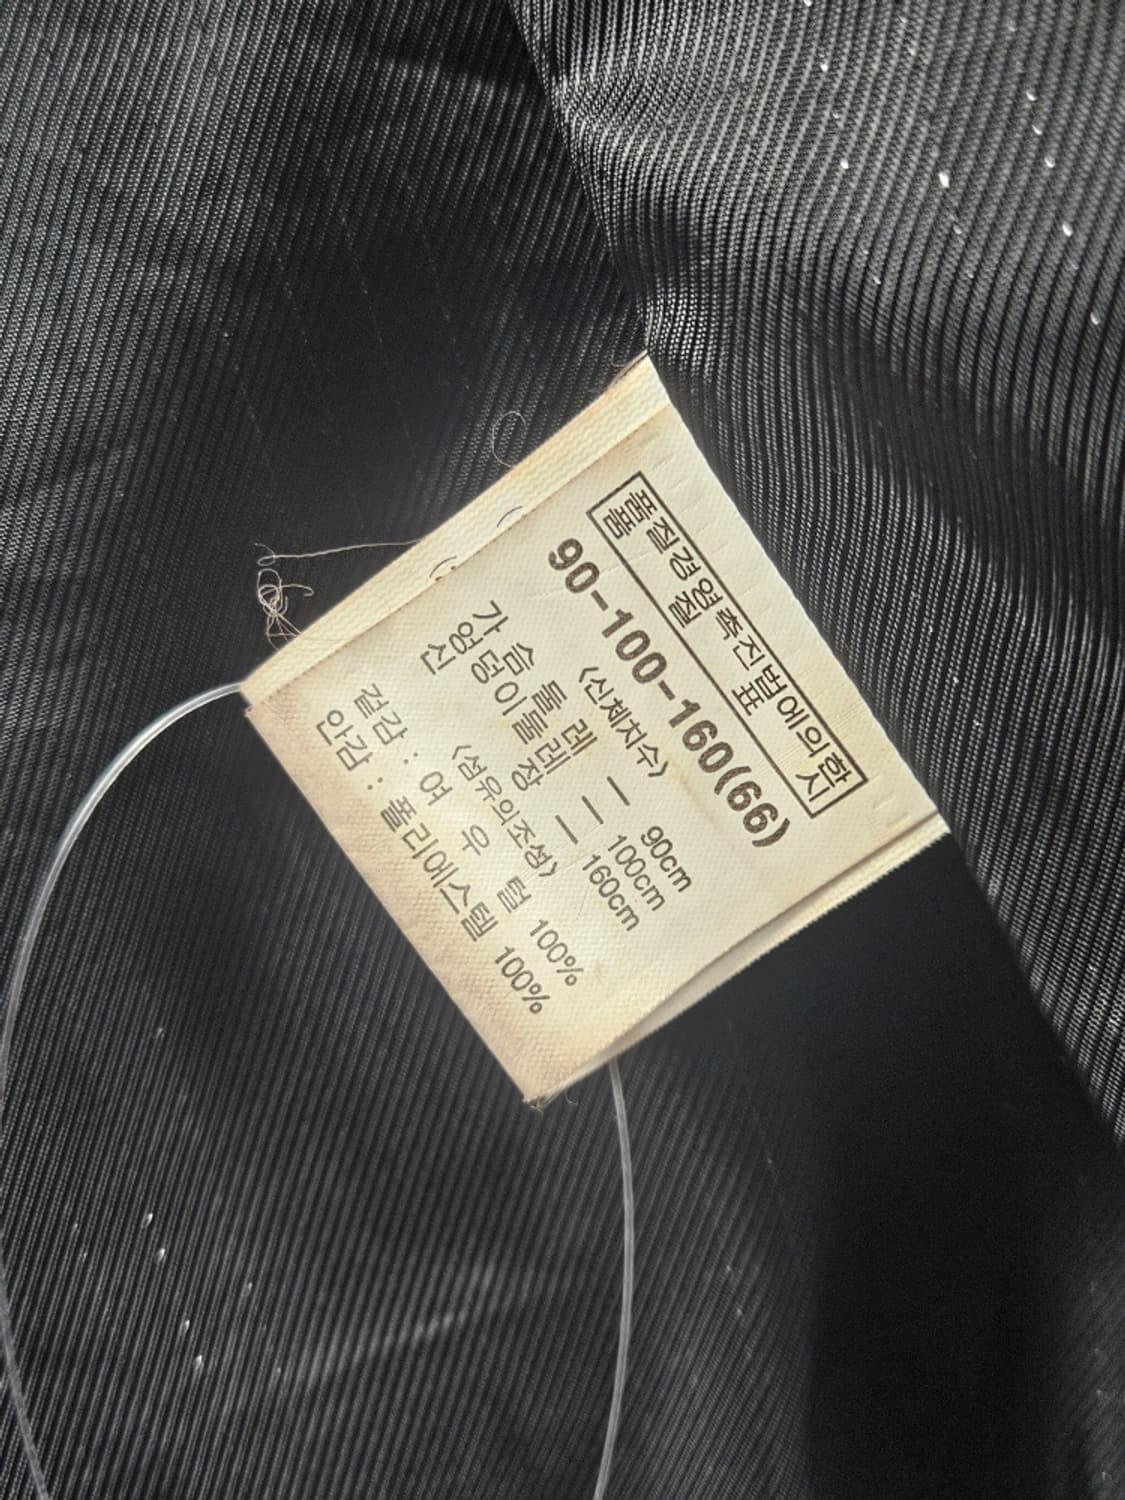 품질경영촉진법에의한
품 질 표 시
90-100-160(66)
<신체치수>
가 슴 둘 레 - 90cm
엉덩이둘레 - 100cm
신 장 - 160cm
<섬유의조성>
겉감 : 여 우 털 100%
안감 : 폴리에스텔 100%